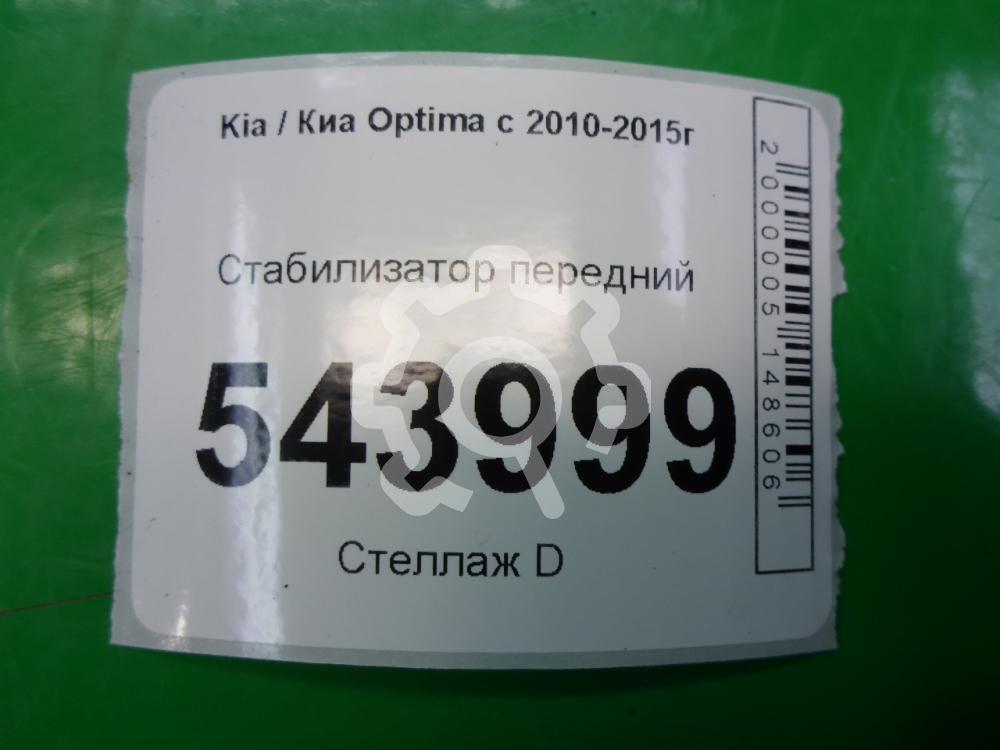 Kia / Киа Optima с 2010-2015г
Стабилизатор передний
543999
Стеллаж D
2000005148606